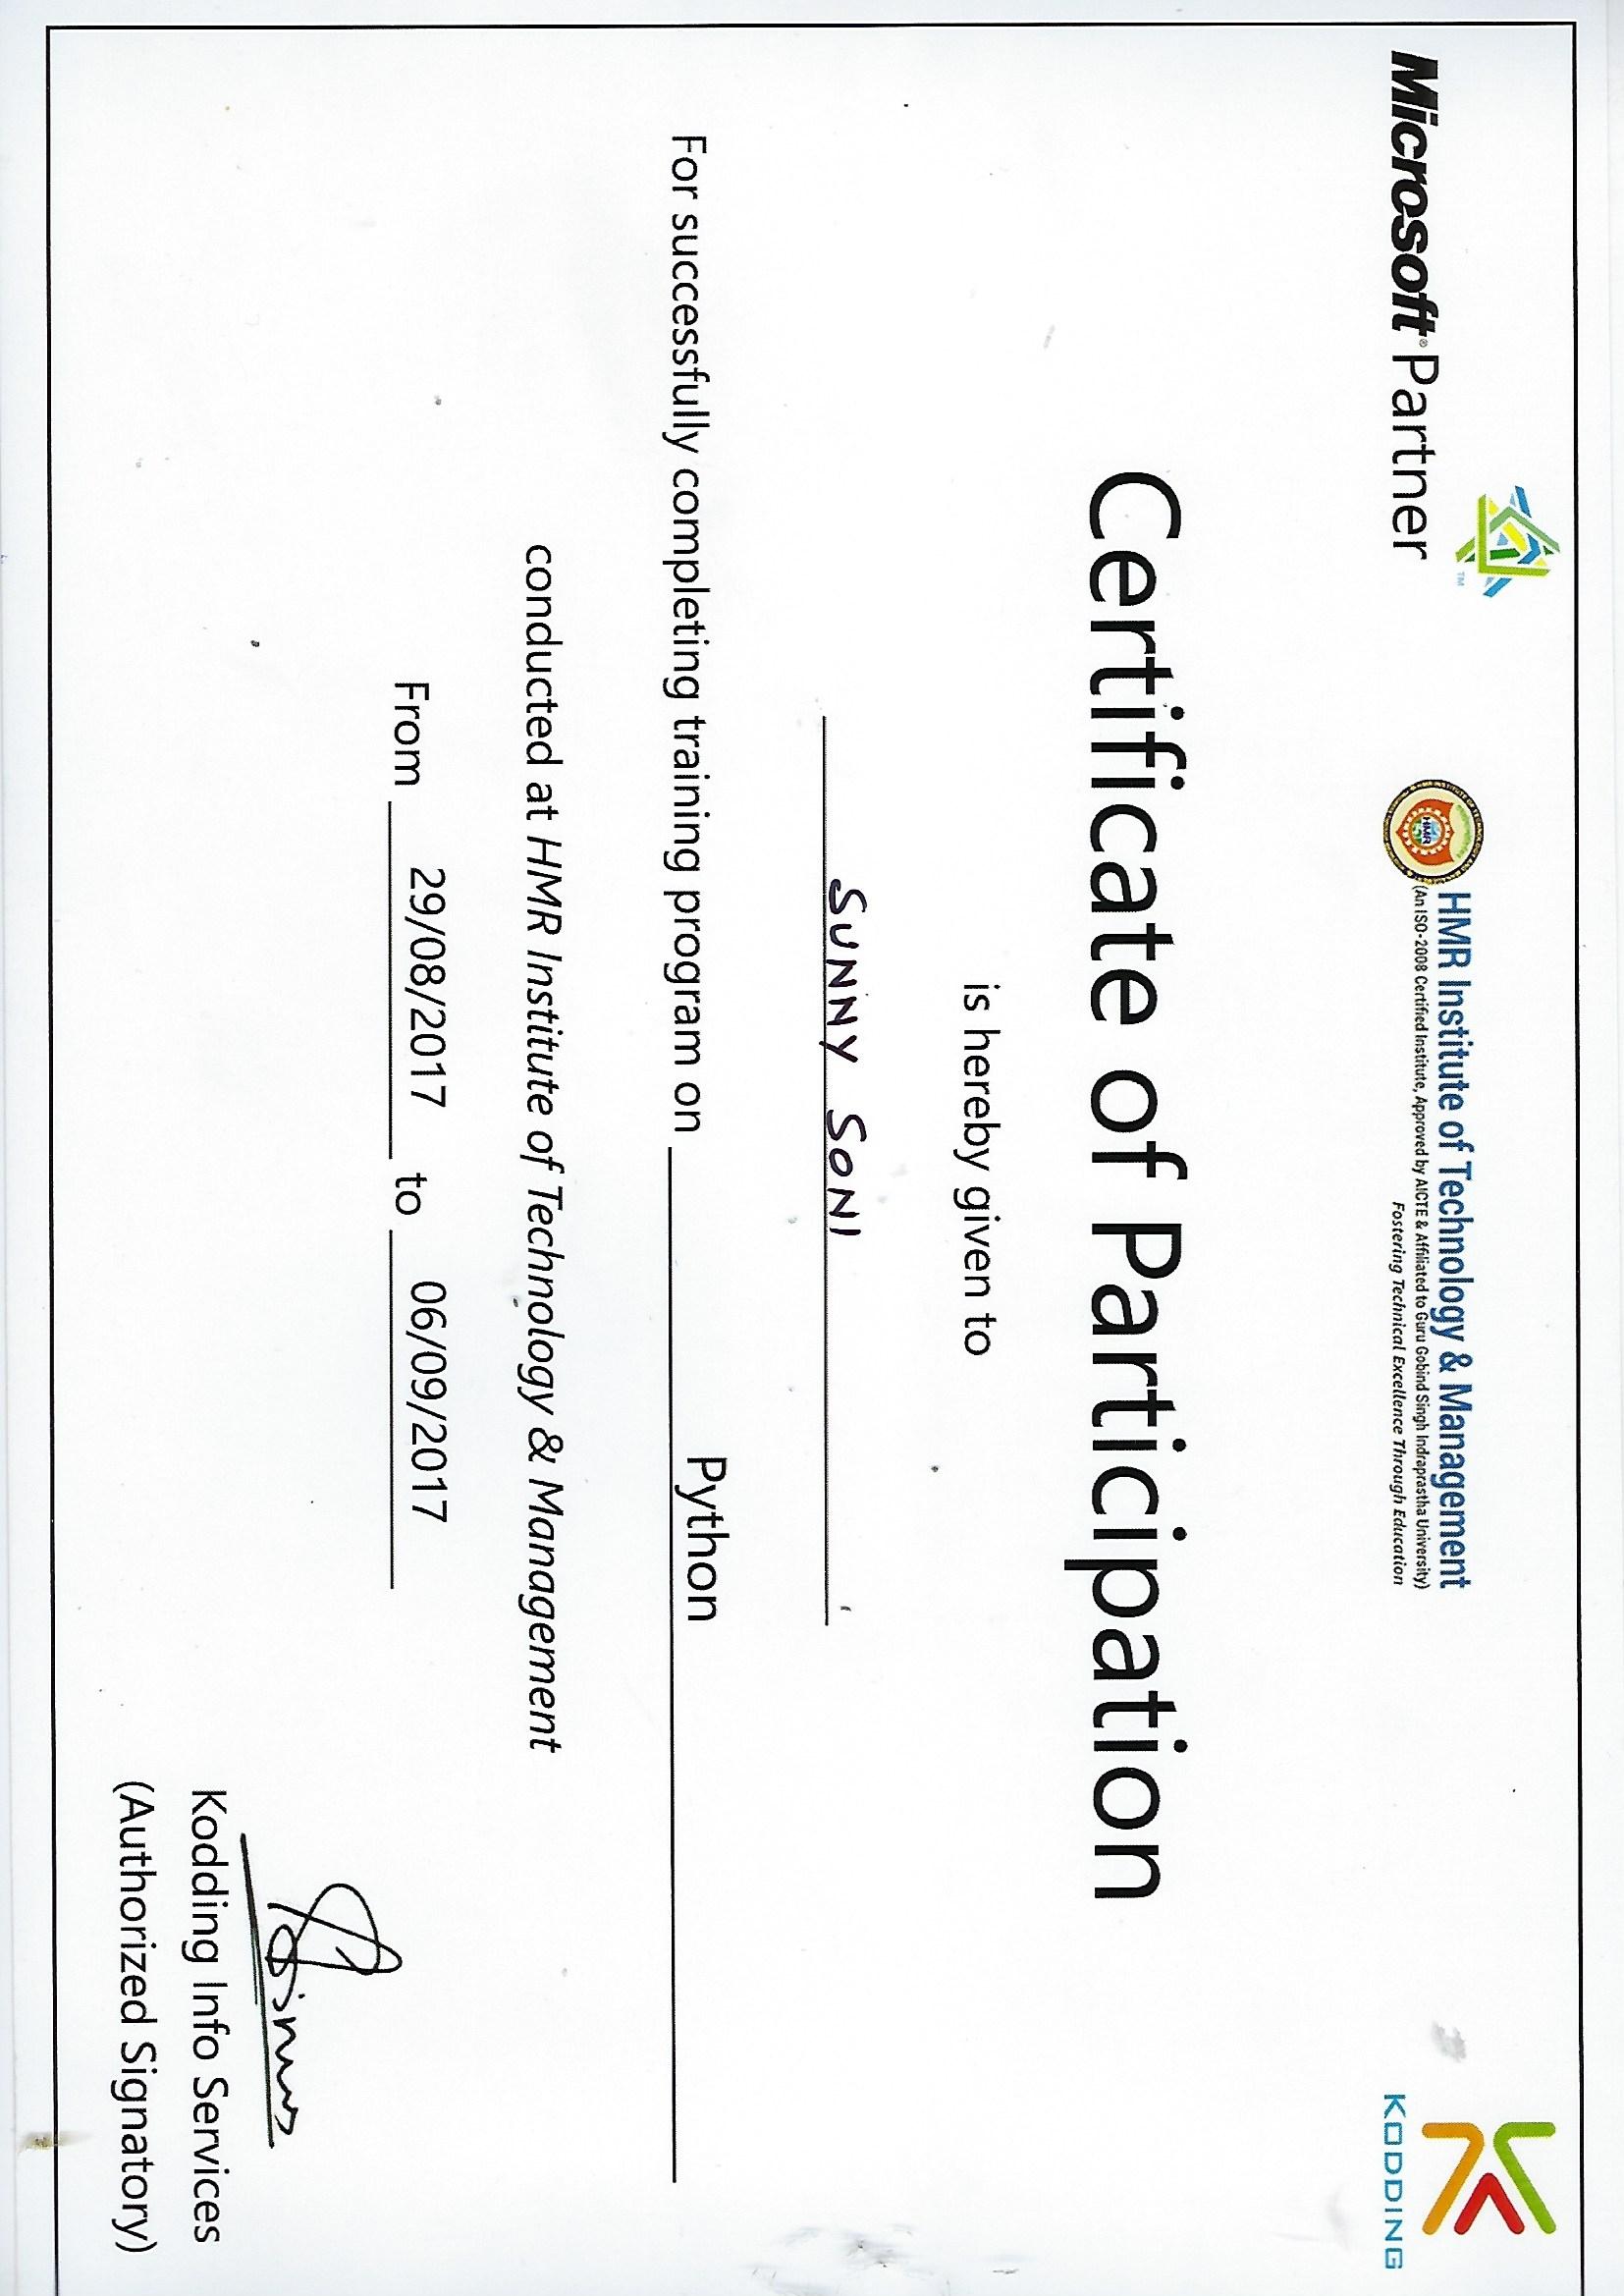 Microsoft® Partner
TM
HMR
HMR Institute of Technology & Management
(An ISO-2008 Certified Institute, Approved by AICTE & Affiliated to Guru Gobind Singh Indraprastha University)
Fostering Technical Excellence Through Education
KODDING
Certificate of Participation
is hereby given to
SUNNY SONI
For successfully completing training program on Python
conducted at HMR Institute of Technology & Management
From 29/08/2017 to 06/09/2017
Kodding Info Services
(Authorized Signatory)